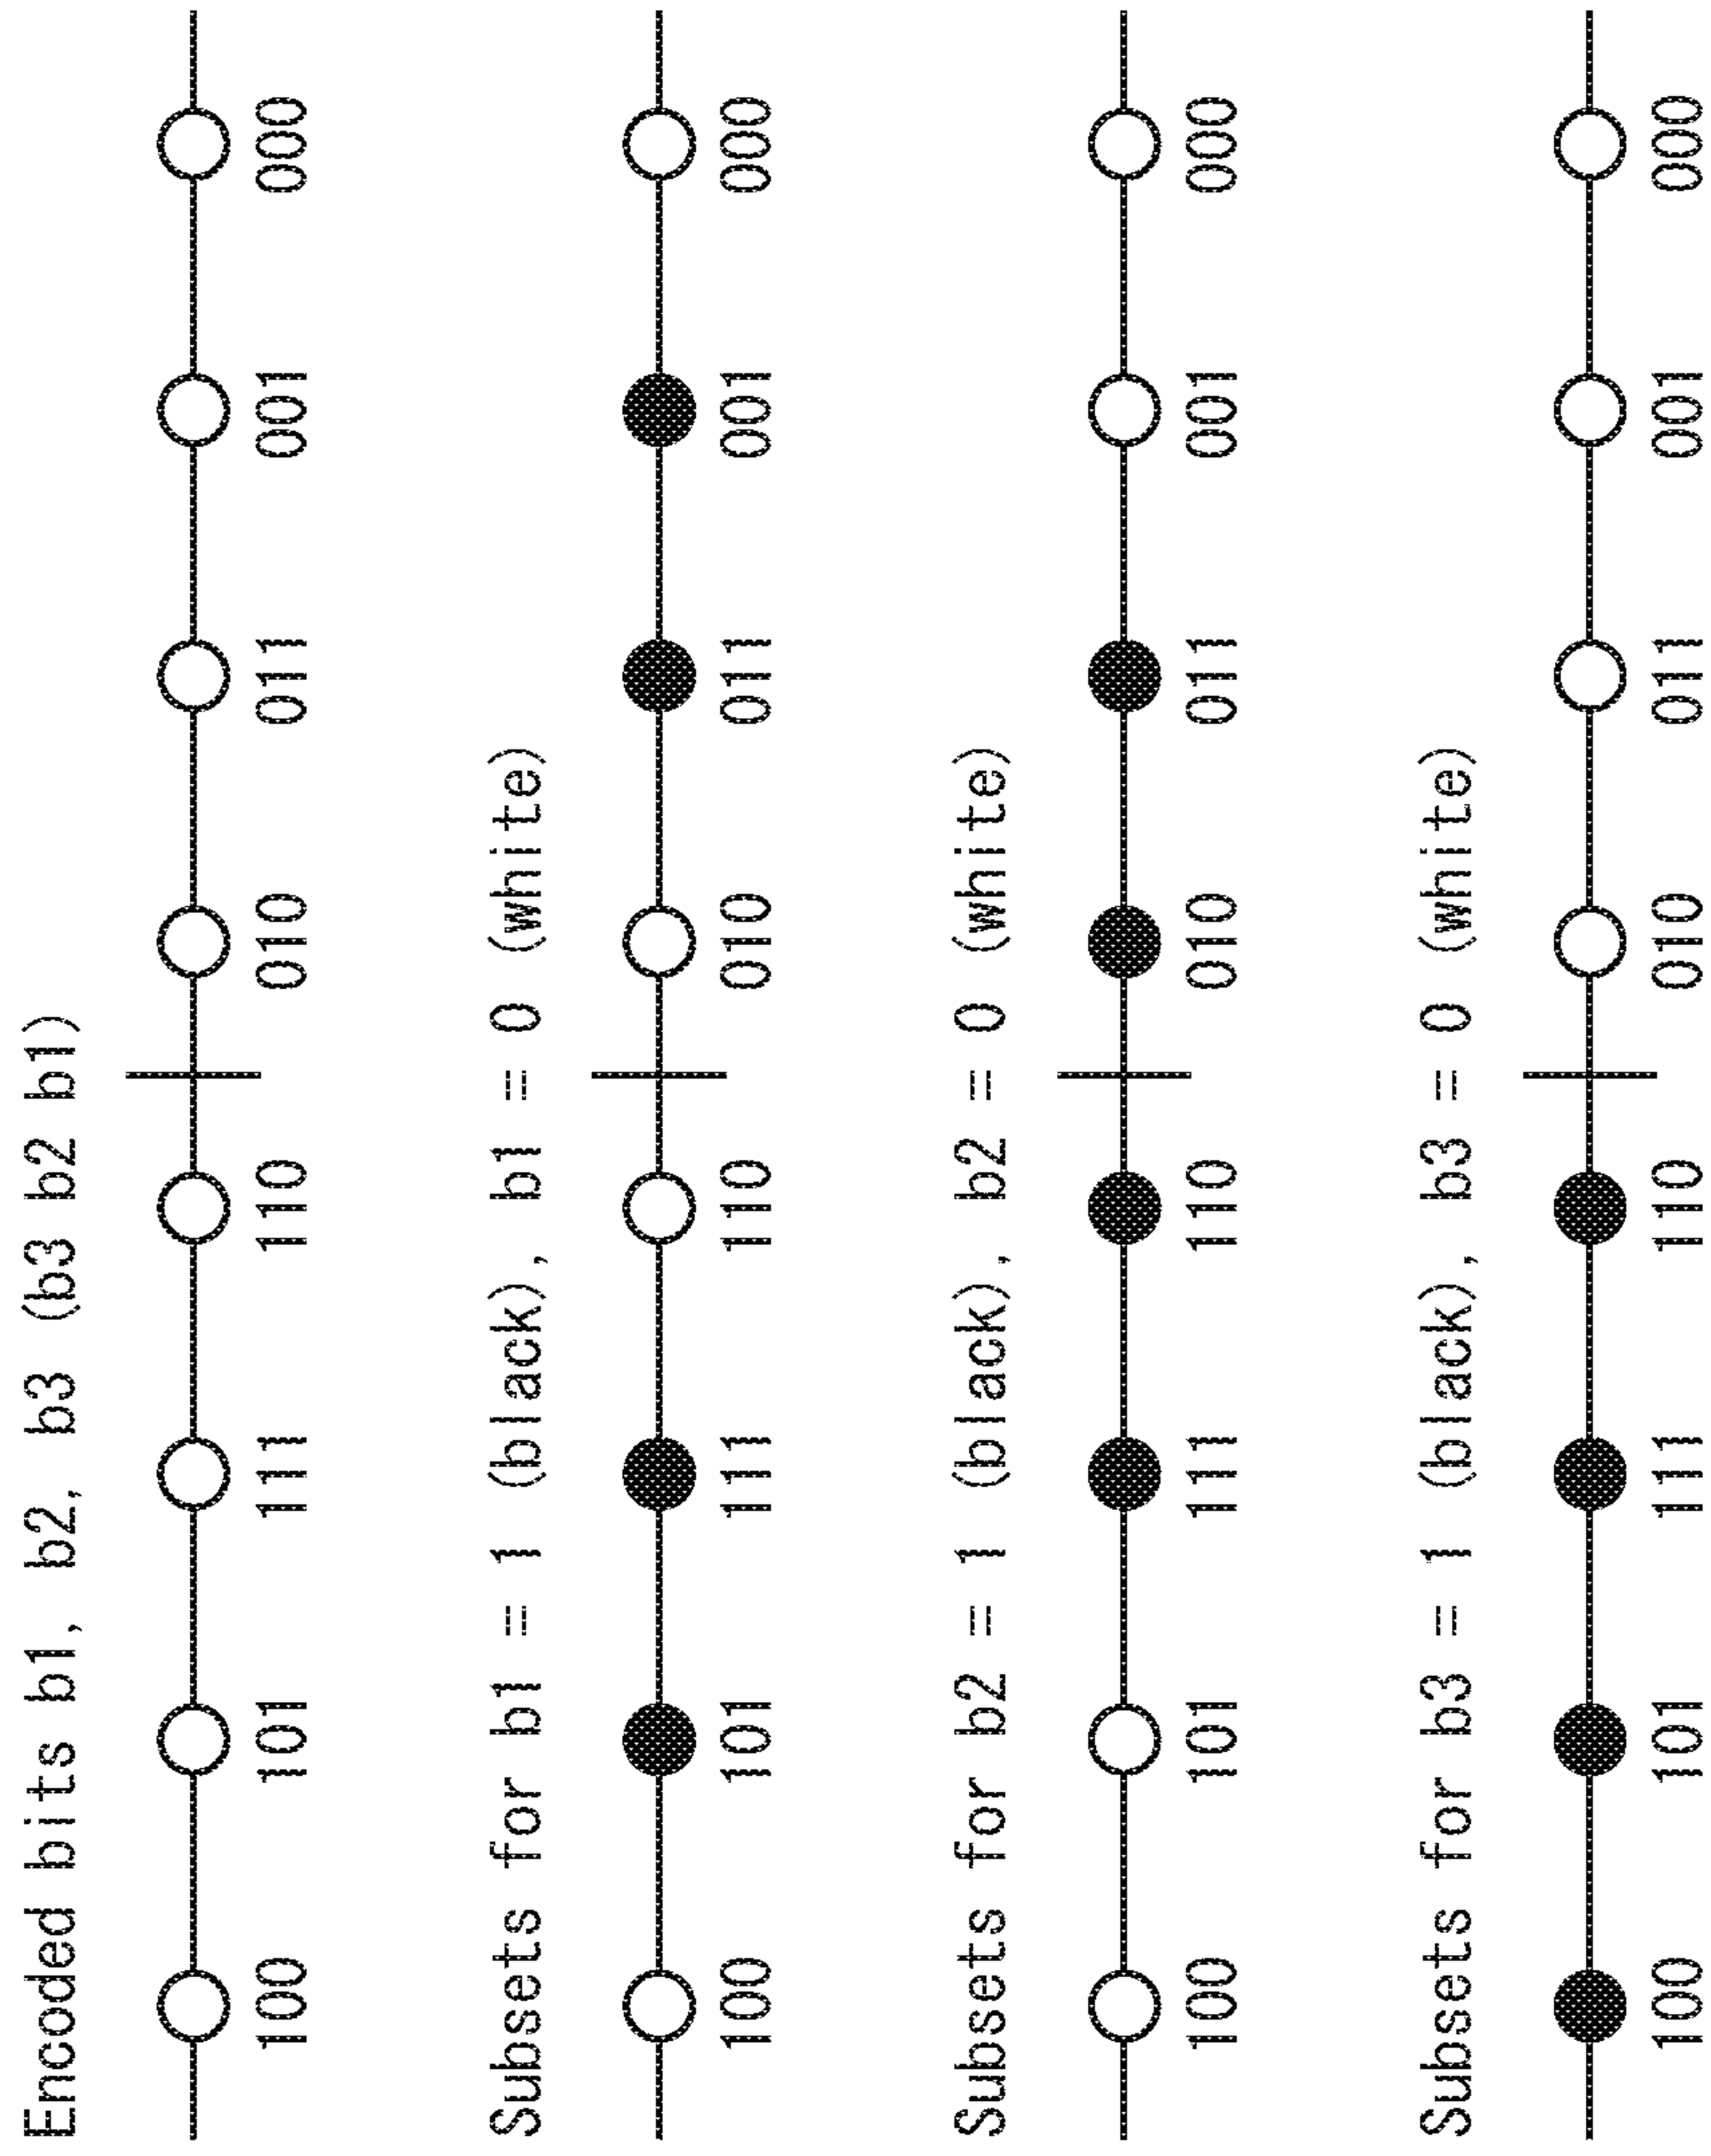 Encoded bits b1, b2, b3 (b3 b2 b1)
100 101 111 110 010 011 001 000
Subsets for b1 = 1 (black), b1 = 0 (white)
100 101 111 110 010 011 001 000
Subsets for b2 = 1 (black), b2 = 0 (white)
100 101 111 110 010 011 001 000
Subsets for b3 = 1 (black), b3 = 0 (white)
100 101 111 110 010 011 001 000